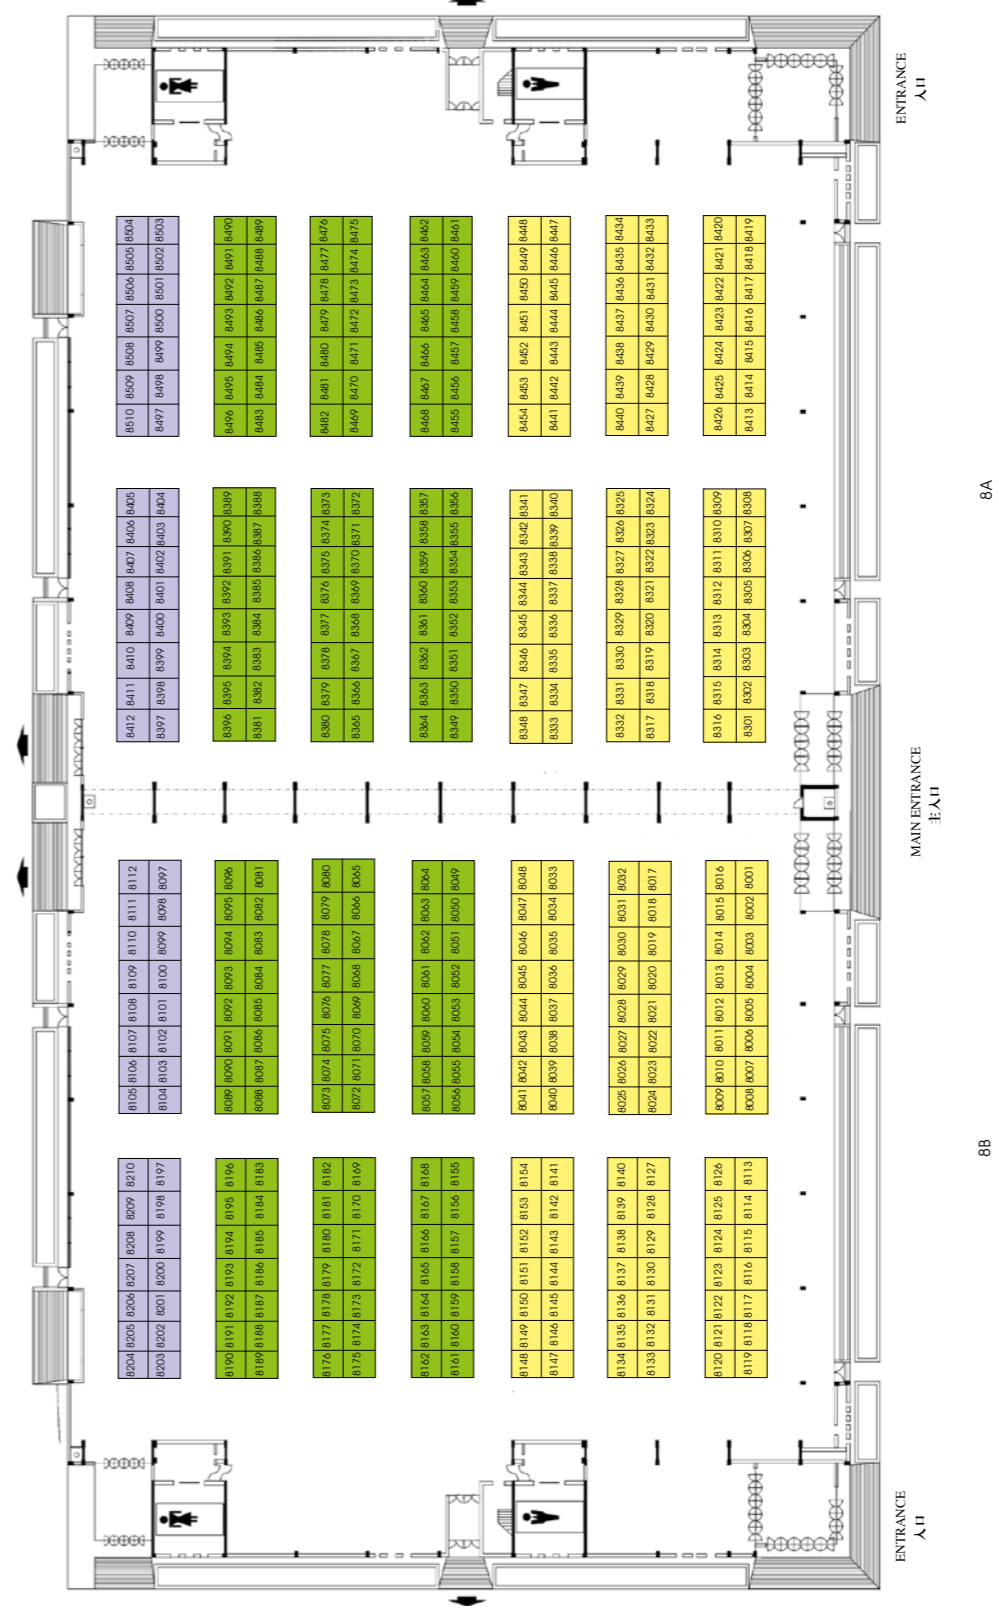 8204 8205 8206 8207 8208 8209 8210 8105 8106 8107 8108 8109 8110 8111 8112 8412 8411 8410 8409 8408 8407 8406 8405 8510 8509 8508 8507 8506 8505 8504
8203 8202 8201 8200 8199 8198 8197 8104 8103 8102 8101 8100 8099 8098 8097 8397 8398 8399 8400 8401 8402 8403 8404 8497 8498 8499 8500 8501 8502 8503
8190 8191 8192 8193 8194 8195 8196 8089 8090 8091 8092 8093 8094 8095 8096 8396 8395 8394 8393 8392 8391 8390 8389 8496 8495 8494 8493 8492 8491 8490
8189 8188 8187 8186 8185 8184 8183 8088 8087 8086 8085 8084 8083 8082 8081 8381 8382 8383 8384 8385 8386 8387 8388 8483 8484 8485 8486 8487 8488 8489
8176 8177 8178 8179 8180 8181 8182 8073 8074 8075 8076 8077 8078 8079 8080 8380 8379 8378 8377 8376 8375 8374 8373 8482 8481 8480 8479 8478 8477 8476
8175 8174 8173 8172 8171 8170 8169 8072 8071 8070 8069 8068 8067 8066 8065 8365 8366 8367 8368 8369 8370 8371 8372 8469 8470 8471 8472 8473 8474 8475
8162 8163 8164 8165 8166 8167 8168 8057 8058 8059 8060 8061 8062 8063 8064 8364 8363 8362 8361 8360 8359 8358 8357 8468 8467 8466 8465 8464 8463 8462
8161 8160 8159 8158 8157 8156 8155 8056 8055 8054 8053 8052 8051 8050 8049 8349 8350 8351 8352 8353 8354 8355 8356 8455 8456 8457 8458 8459 8460 8461
8148 8149 8150 8151 8152 8153 8154 8041 8042 8043 8044 8045 8046 8047 8048 8348 8347 8346 8345 8344 8343 8342 8341 8454 8453 8452 8451 8450 8449 8448
8147 8146 8145 8144 8143 8142 8141 8040 8039 8038 8037 8036 8035 8034 8033 8333 8334 8335 8336 8337 8338 8339 8340 8441 8442 8443 8444 8445 8446 8447
8134 8135 8136 8137 8138 8139 8140 8025 8026 8027 8028 8029 8030 8031 8032 8332 8331 8330 8329 8328 8327 8326 8325 8440 8439 8438 8437 8436 8435 8434
8133 8132 8131 8130 8129 8128 8127 8024 8023 8022 8021 8020 8019 8018 8017 8317 8318 8319 8320 8321 8322 8323 8324 8427 8428 8429 8430 8431 8432 8433
8120 8121 8122 8123 8124 8125 8126 8009 8010 8011 8012 8013 8014 8015 8016 8316 8315 8314 8313 8312 8311 8310 8309 8426 8425 8424 8423 8422 8421 8420
8119 8118 8117 8116 8115 8114 8113 8008 8007 8006 8005 8004 8003 8002 8001 8301 8302 8303 8304 8305 8306 8307 8308 8413 8414 8415 8416 8417 8418 8419
ENTRANCE
入口
MAIN ENTRANCE
主入口
ENTRANCE
入口
8B
8A